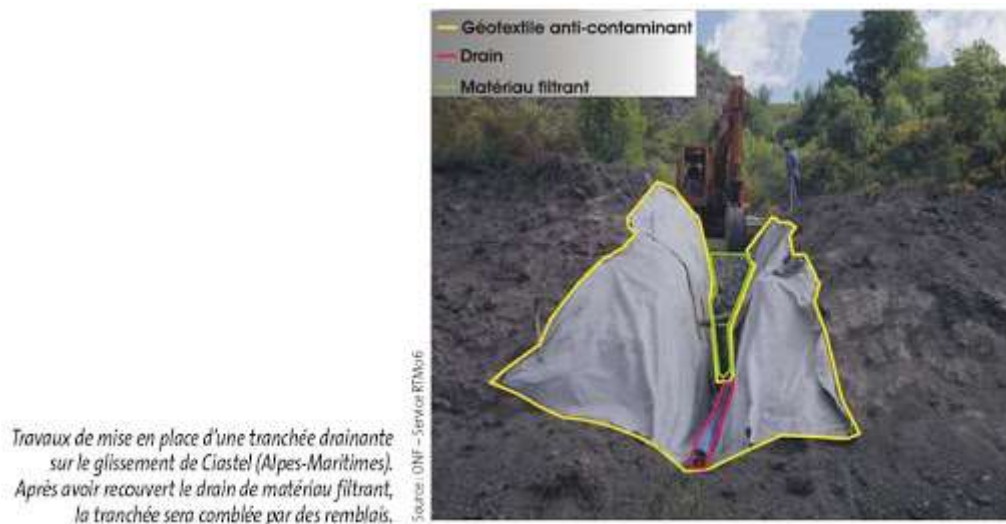 Géotextile anti-contaminant
Drain
Matériau filtrant
Travaux de mise en place d'une tranchée drainante
sur le glissement de Ciastel (Alpes-Maritimes).
Après avoir recouvert le drain de matériau filtrant,
la tranchée sera comblée par des remblais.
Source : ONF - Service RTM06